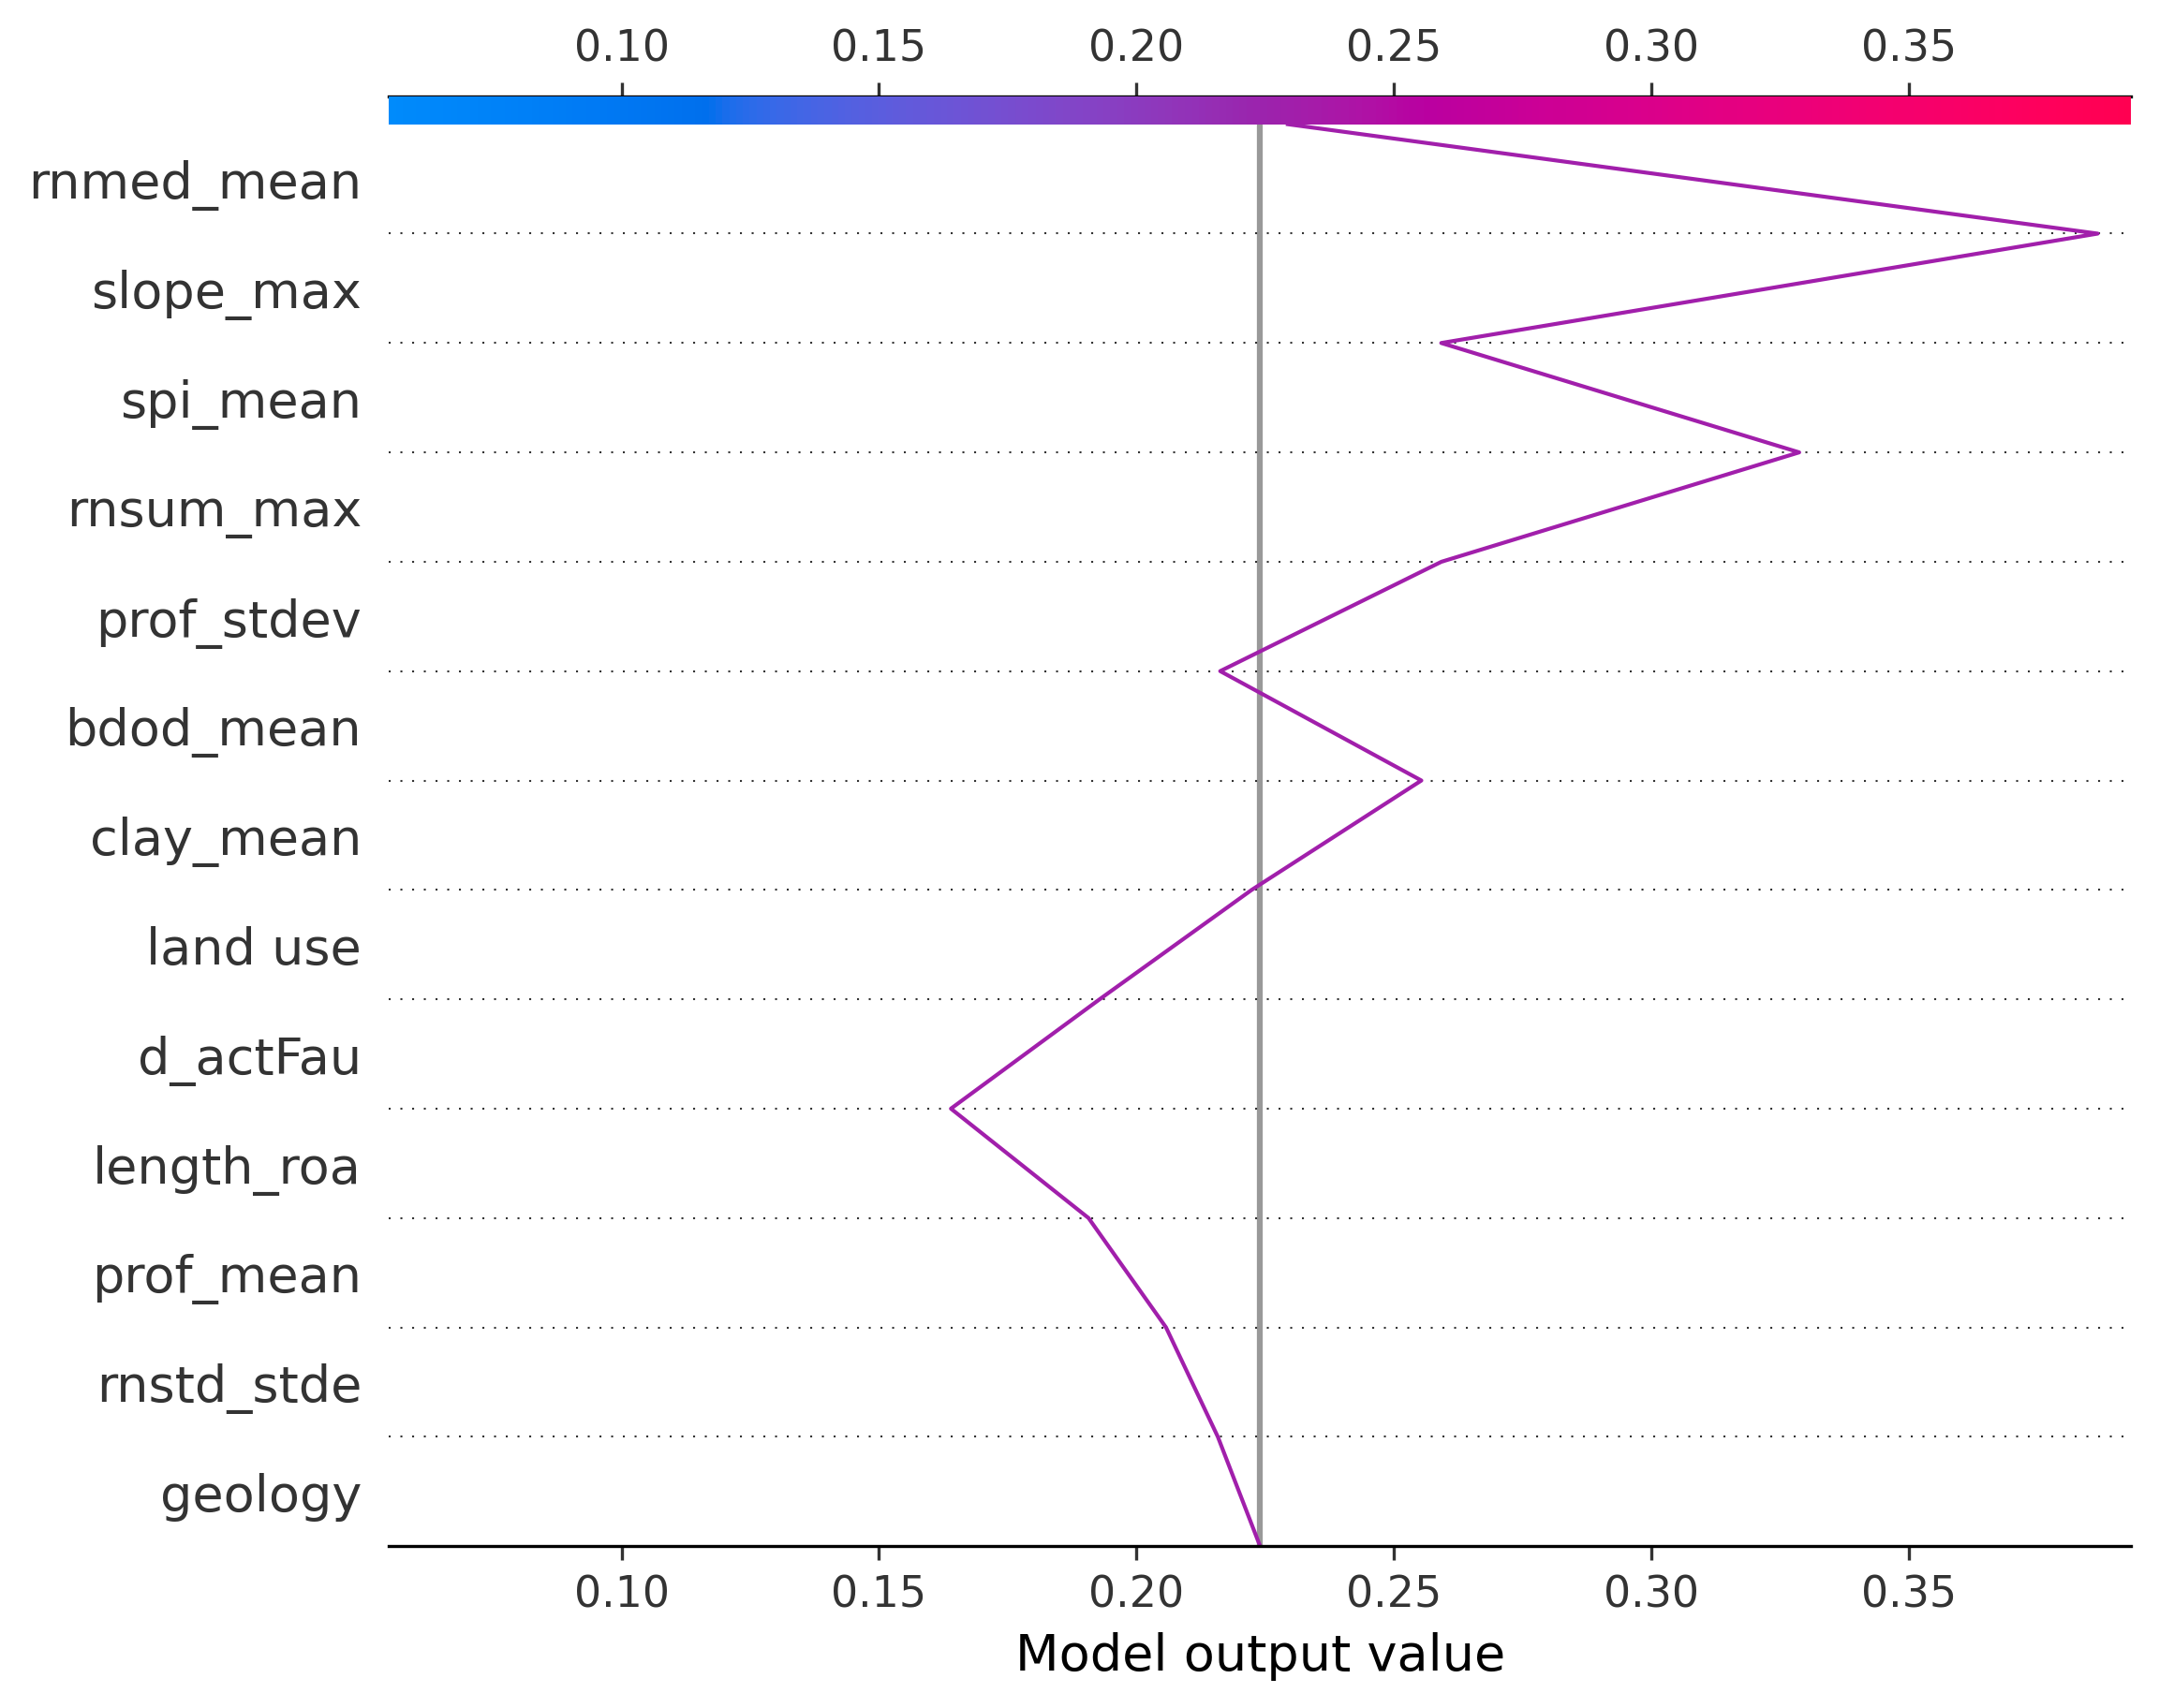 0.10 0.15 0.20 0.25 0.30 0.35
rnmed_mean
slope_max
spi_mean
rnsum_max
prof_stdev
bdod_mean
clay_mean
land use
d_actFau
length_roa
prof_mean
rnstd_stde
geology
0.10 0.15 0.20 0.25 0.30 0.35
Model output value